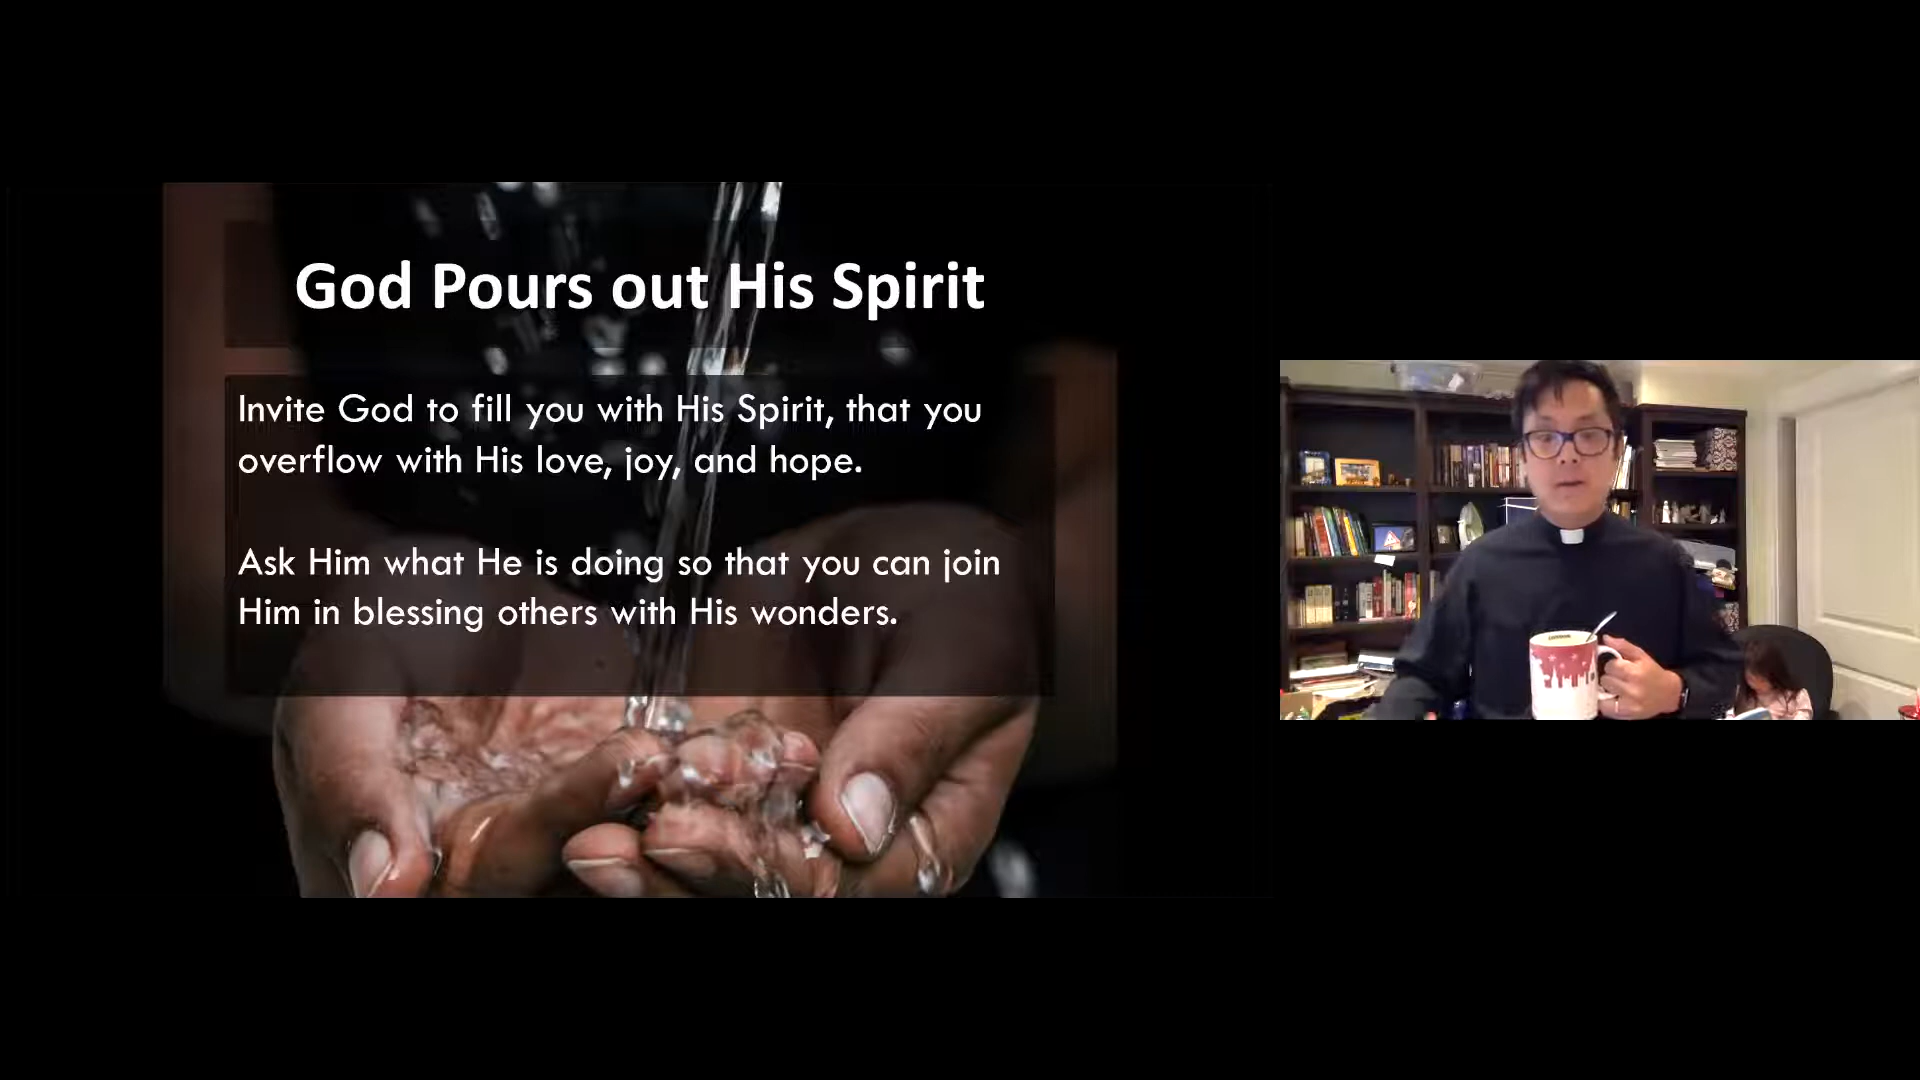 God Pours out His Spirit
Invite God to fill you with His Spirit, that you
overflow with His love, joy, and hope.
Ask Him what He is doing so that you can join
Him in blessing others with His wonders.